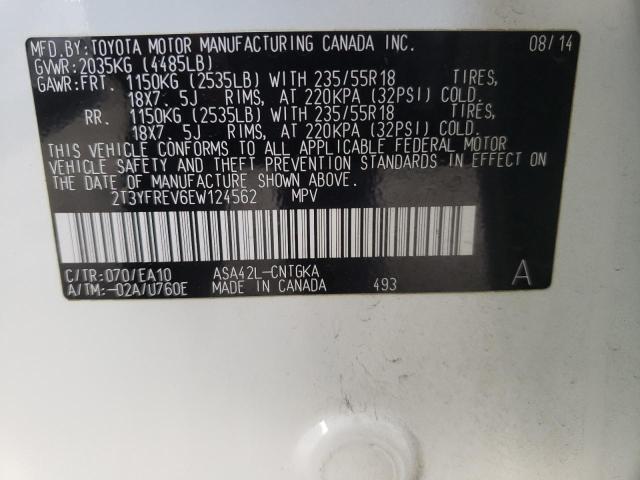 MFD.BY:TOYOTA MOTOR MANUFACTURING CANADA INC. 08/14
GVWR:2035KG (4485LB)
GAWR:FRT. 1150KG (2535LB) WITH 235/55R18 TIRES,
18X7. 5J RIMS, AT 220KPA (32PSI) COLD.
RR. 1150KG (2535LB) WITH 235/55R18 TIRES,
18X7. 5J RIMS, AT 220KPA (32PSI) COLD.
THIS VEHICLE CONFORMS TO ALL APPLICABLE FEDERAL MOTOR
VEHICLE SAFETY AND THEFT PREVENTION STANDARDS IN EFFECT ON
THE DATE OF MANUFACTURE SHOWN ABOVE.
2T3YFREV6EW124562 MPV
C/TR:070/EA10 ASA42L-CNTGKA A
A/TM:-02A/U760E MADE IN CANADA 493